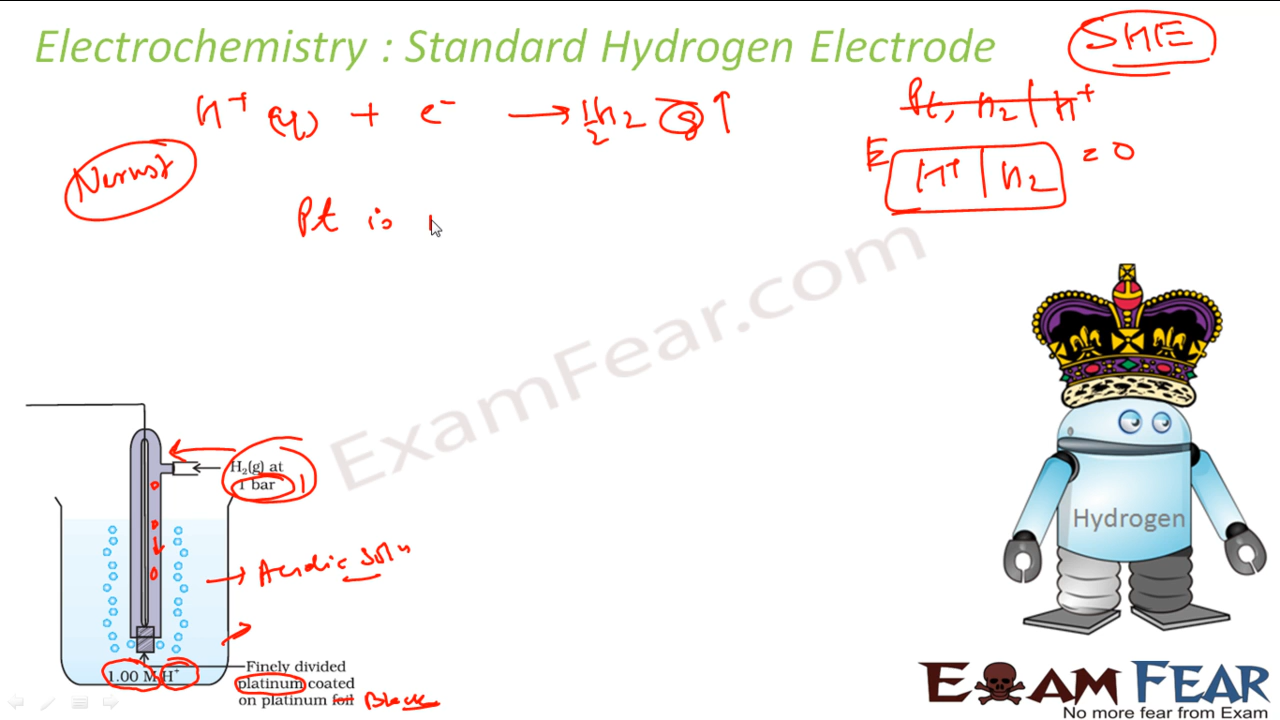 Electrochemistry : Standard Hydrogen Electrode
SHE
H⁺ (aq) + e⁻ → ½H₂ (g) ↑
Pt, H₂ | H⁺
E H⁺ | H₂ = 0
Nernst
Pt is
ExamFear.com
H₂(g) at
1 bar
1
Acidic Soln
Hydrogen
1.00 M H⁺
Finely divided
platinum coated
on platinum foil Black
EXAM FEAR
No more fear from Exam